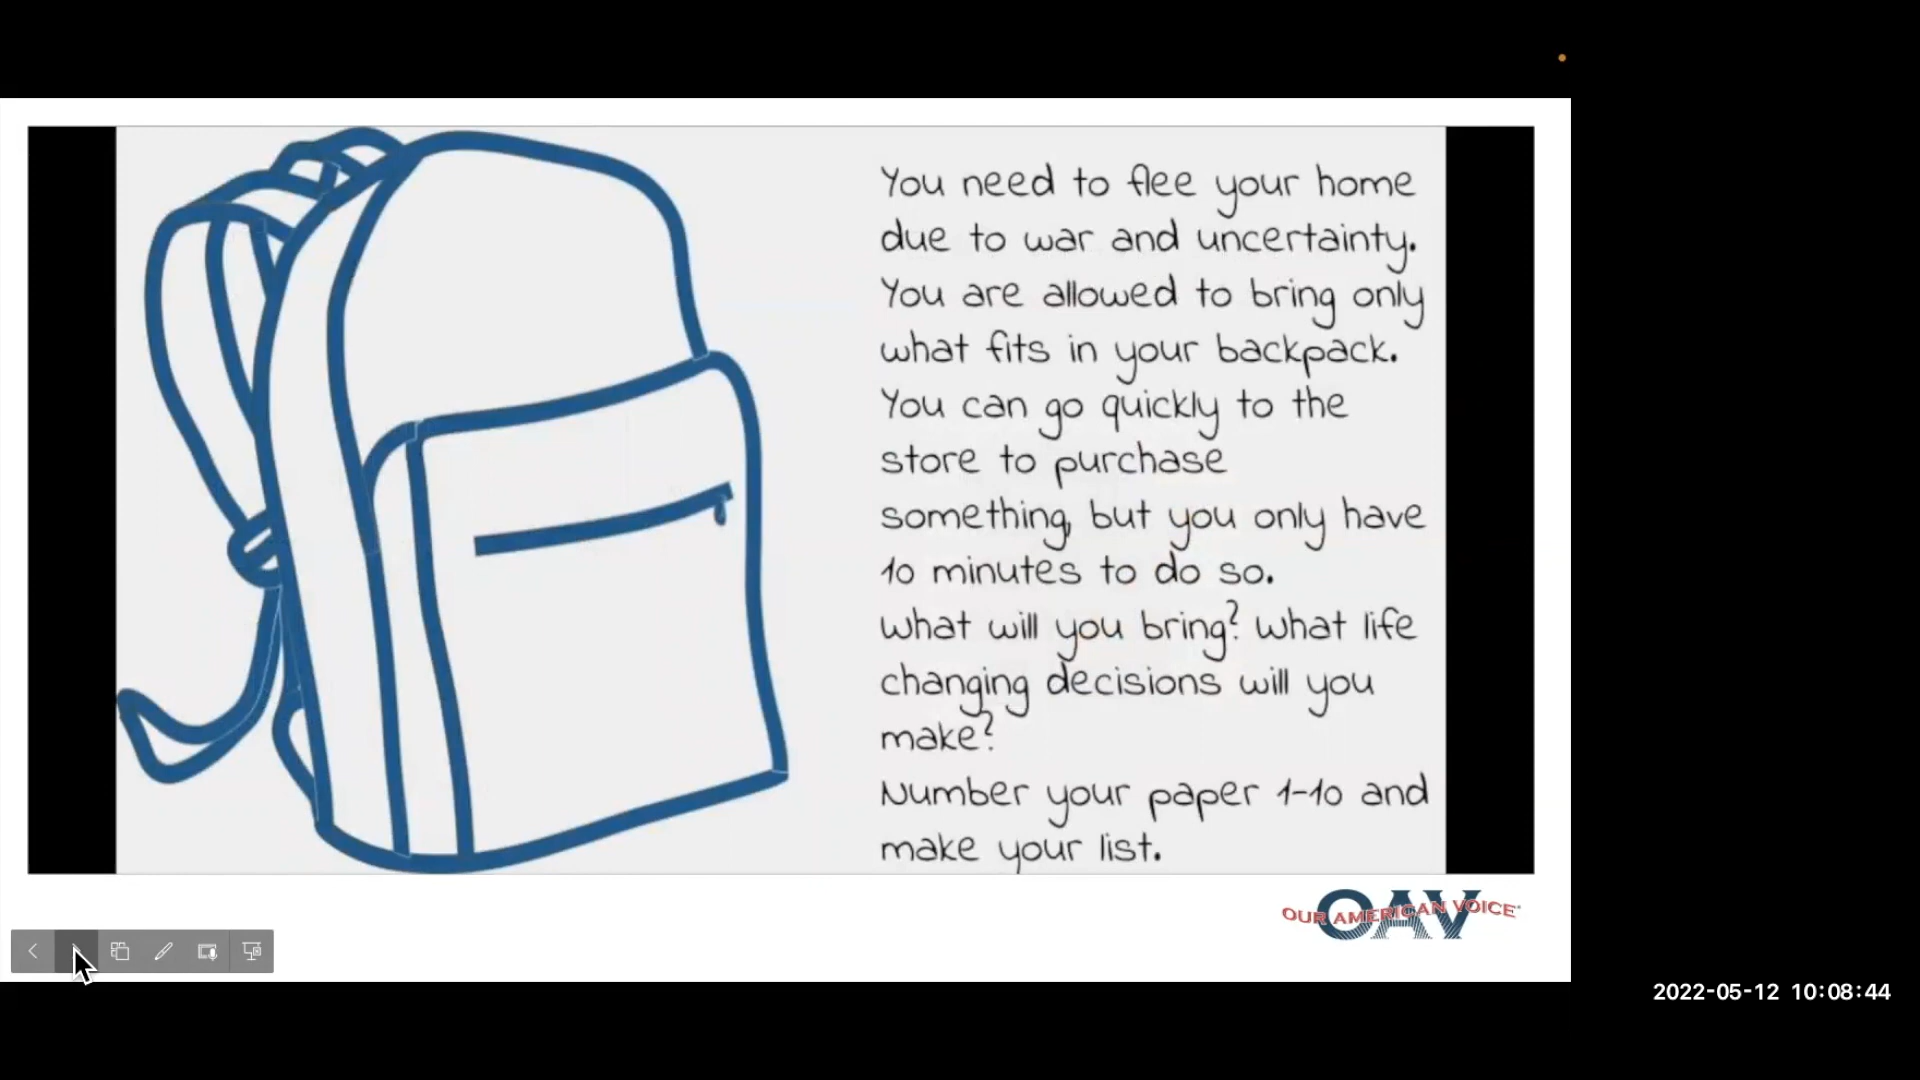 You need to flee your home
due to war and uncertainty.
You are allowed to bring only
what fits in your backpack.
You can go quickly to the
store to purchase
something, but you only have
10 minutes to do so.
What will you bring? What life
changing decisions will you
make?
Number your paper 1-10 and
make your list.
OAV
OUR AMERICAN VOICE
2022-05-12 10:08:44